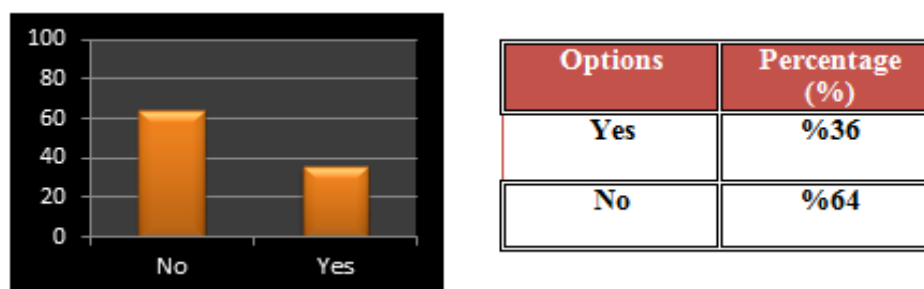 100
80
60
40
20
0
No Yes
Options Percentage
(%)
Yes %36
No %64